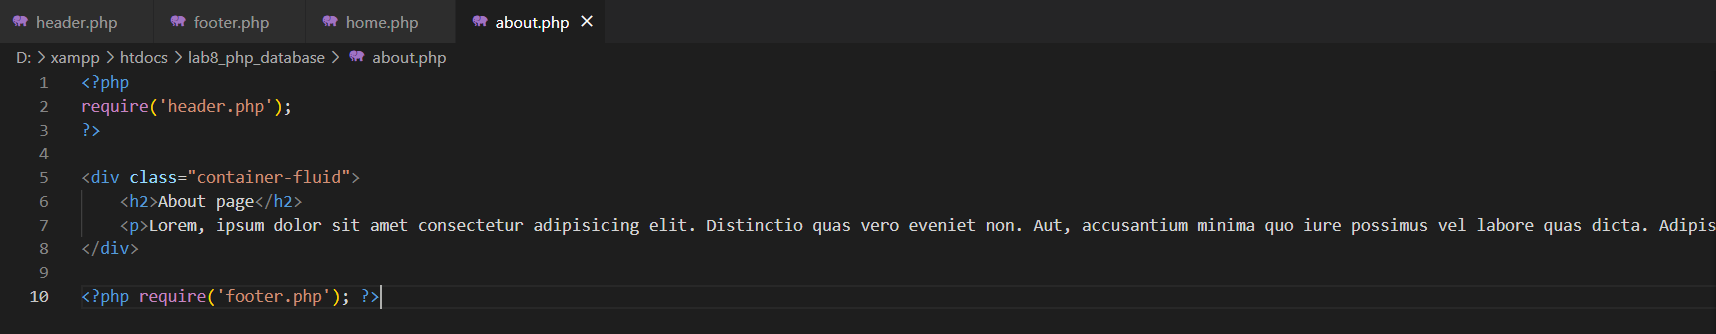 header.php footer.php home.php about.php ×
D: > xampp > htdocs > lab8_php_database > about.php
1 <?php
2 require('header.php');
3 ?>
4
5 <div class="container-fluid">
6 <h2>About page</h2>
7 <p>Lorem, ipsum dolor sit amet consectetur adipisicing elit. Distinctio quas vero eveniet non. Aut, accusantium minima quo iure possimus vel labore quas dicta. Adipis
8 </div>
9
10 <?php require('footer.php'); ?>